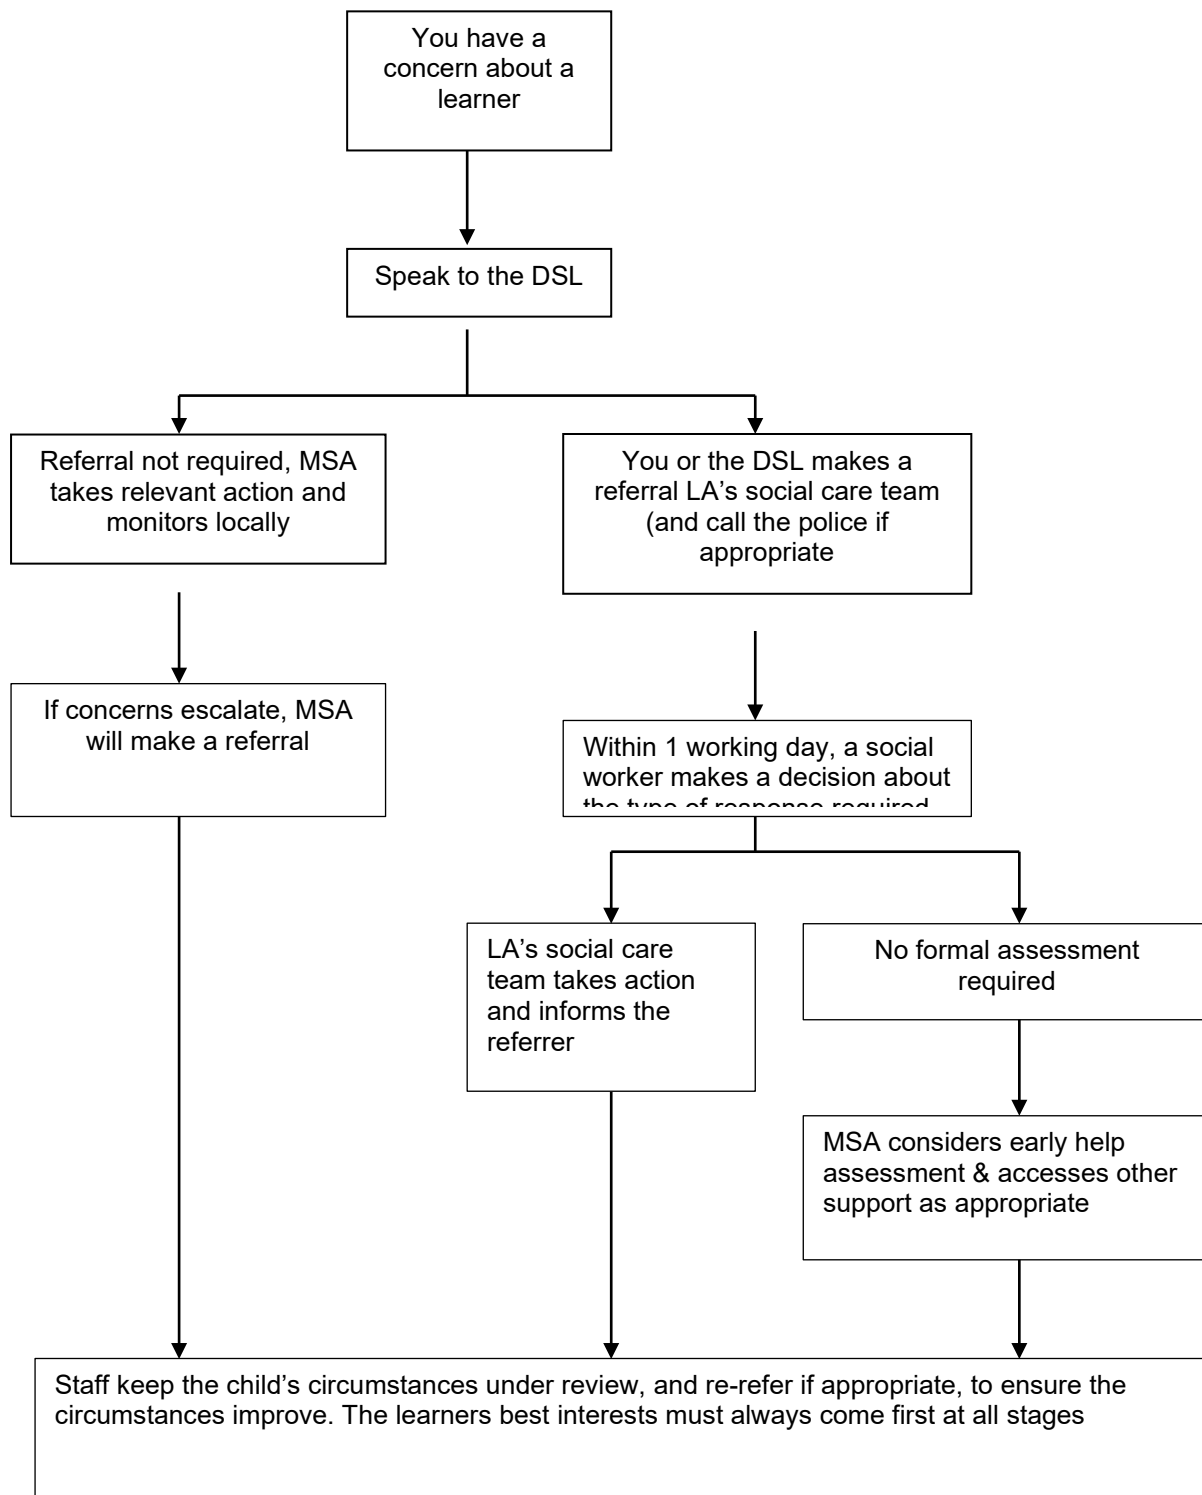 You have a
concern about a
learner
Speak to the DSL
Referral not required, MSA
takes relevant action and
monitors locally
You or the DSL makes a
referral LA’s social care team
(and call the police if
appropriate
If concerns escalate, MSA
will make a referral
Within 1 working day, a social
worker makes a decision about
the type of response required
LA’s social care
team takes action
and informs the
referrer
No formal assessment
required
MSA considers early help
assessment & accesses other
support as appropriate
Staff keep the child’s circumstances under review, and re-refer if appropriate, to ensure the
circumstances improve. The learners best interests must always come first at all stages